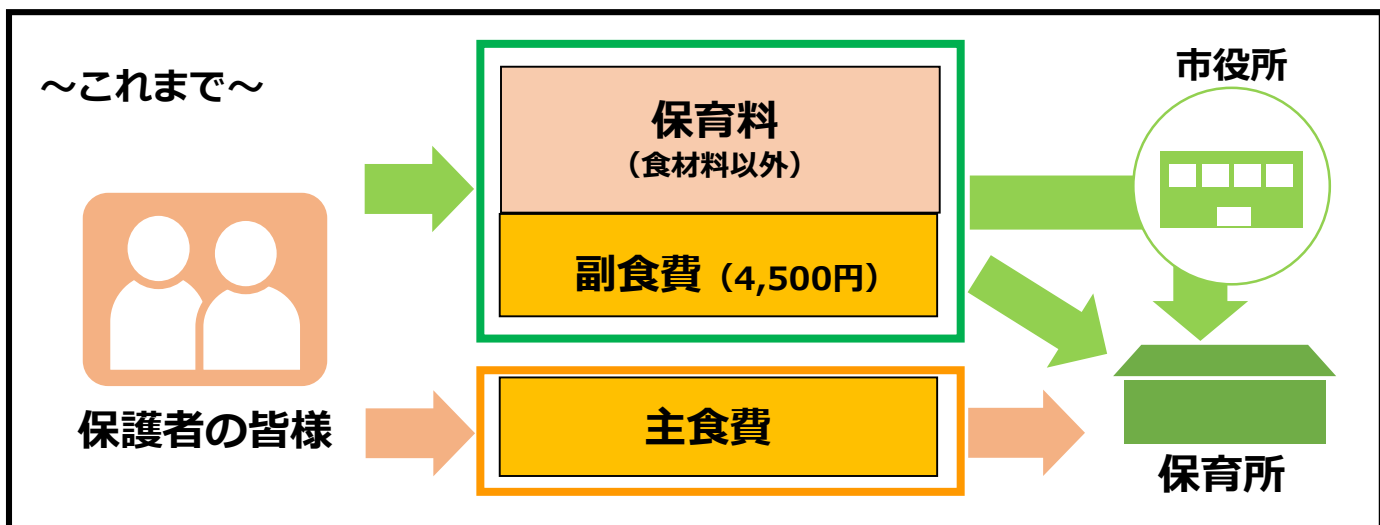 ～これまで～
保育料
（食材料以外）
副食費（4,500円）
主食費
保護者の皆様
市役所
保育所